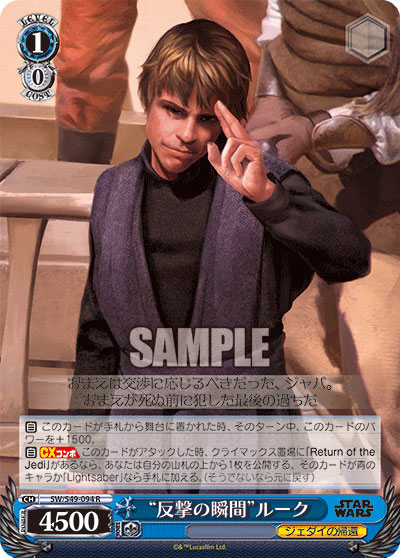 LEVEL
1
0
COST
SAMPLE
おまえは交渉に応じるべきだった、ジャバ。
おまえが死ぬ前に犯した最後の過ちだ
このカードが手札から舞台に置かれた時、そのターン中、このカードのパ
ワーを+1500。
CXコンボ このカードがアタックした時、クライマックス置場に「Return of the
Jedi」があるなら、あなたは自分の山札の上から1枚を公開する。そのカードが青の
キャラか「Lightsaber」なら手札に加える。(そうでないなら元に戻す)
CH SW/S49-094 R
POWER 4500
“反撃の瞬間”ルーク
STAR WARS
ジェダイの帰還
©&™Lucasfilm Ltd.